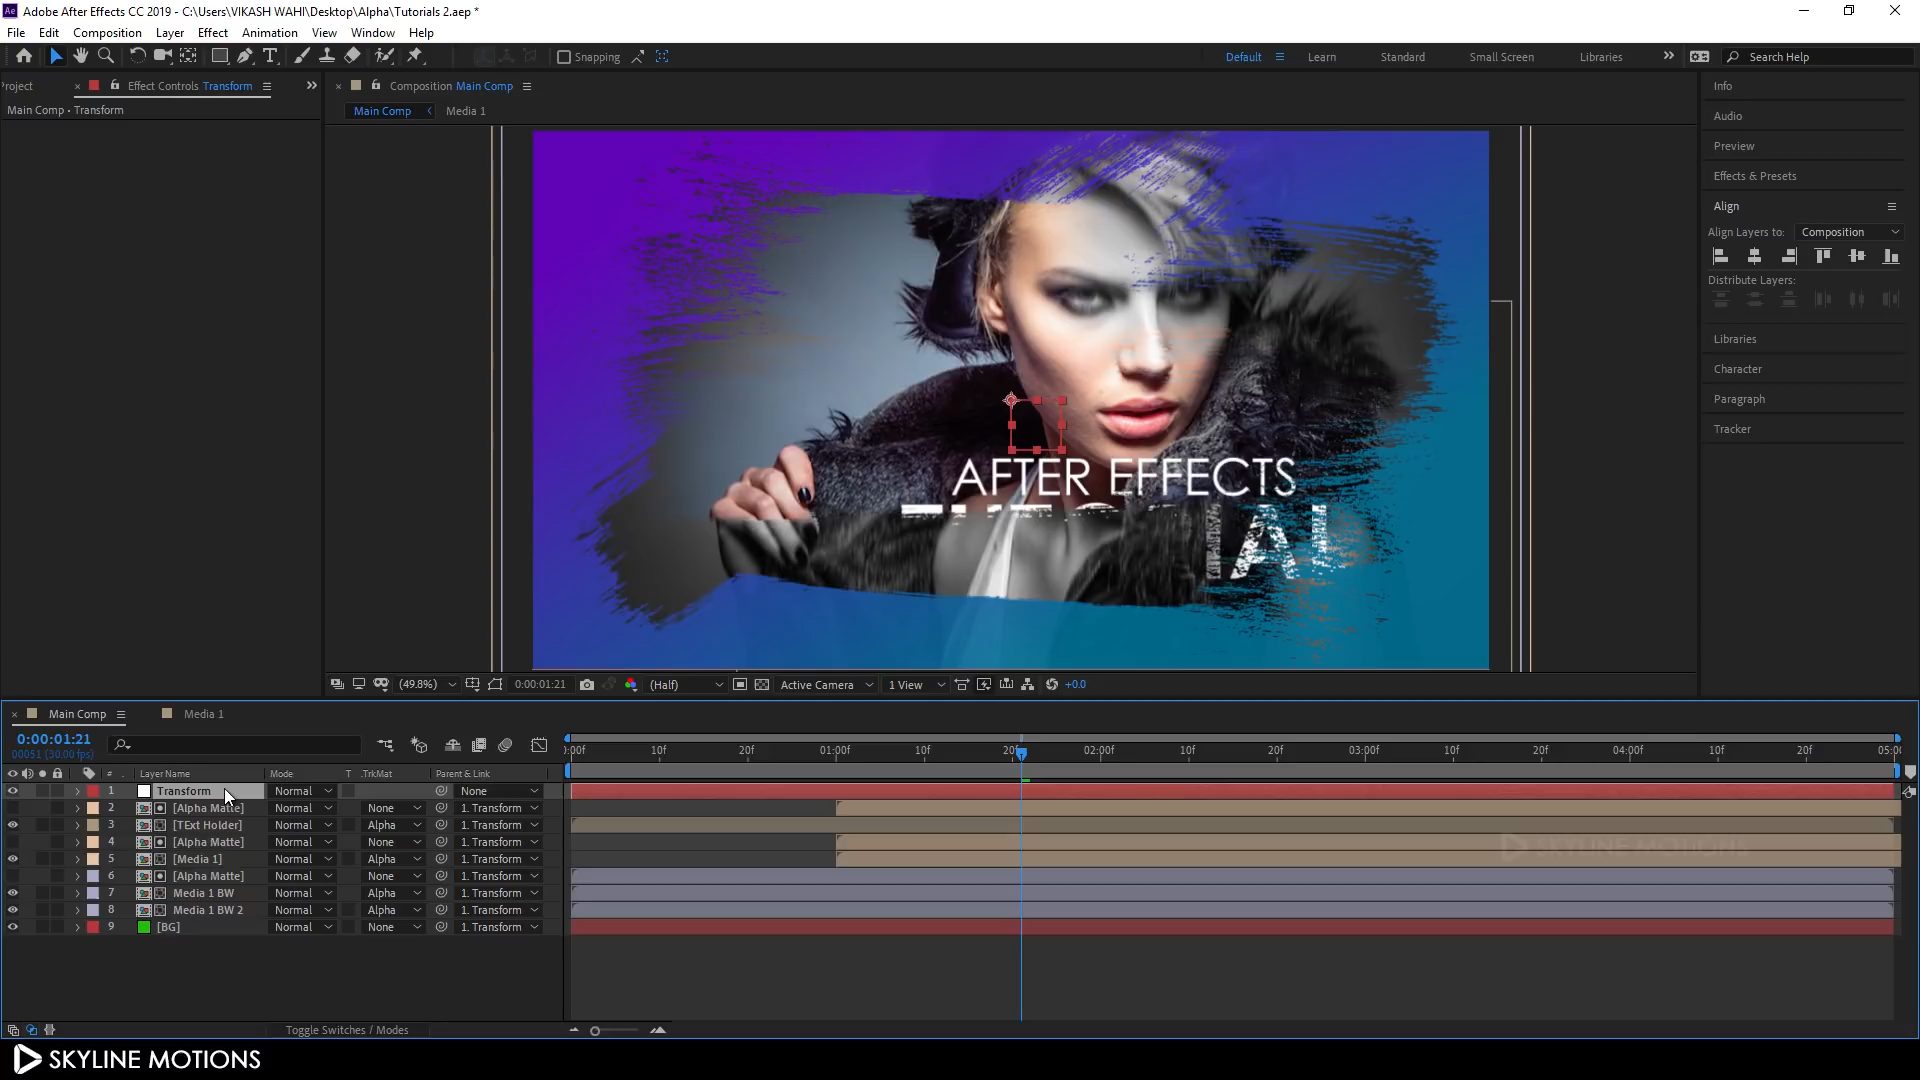 Adobe After Effects CC 2019 - C:\Users\VIKASH WAHI\Desktop\Alpha\Tutorials 2.aep *
File Edit Composition Layer Effect Animation View Window Help
Snapping
Default Learn Standard Small Screen Libraries Search Help
roject Effect Controls Transform
Main Comp • Transform
Composition Main Comp
Main Comp Media 1
Info
Audio
Preview
Effects & Presets
Align
Align Layers to: Composition
Distribute Layers:
Libraries
Character
Paragraph
Tracker
AFTER EFFECTS
(49.8%) 0:00:01:21 (Half) Active Camera 1 View +0.0
Main Comp Media 1
0:00:01:21
00051 (30.00 fps)
:00f 10f 20f 01:00f 10f 20f 02:00f 10f 20f 03:00f 10f 20f 04:00f 10f 20f 05:00
# Layer Name Mode T .TrkMat Parent & Link
1 Transform Normal None
2 [Alpha Matte] Normal None 1. Transform
3 [TExt Holder] Normal Alpha 1. Transform
4 [Alpha Matte] Normal None 1. Transform
5 [Media 1] Normal Alpha 1. Transform
6 [Alpha Matte] Normal None 1. Transform
7 Media 1 BW Normal Alpha 1. Transform
8 Media 1 BW 2 Normal Alpha 1. Transform
9 [BG] Normal None 1. Transform
SKYLINE MOTIONS
Toggle Switches / Modes
SKYLINE MOTIONS